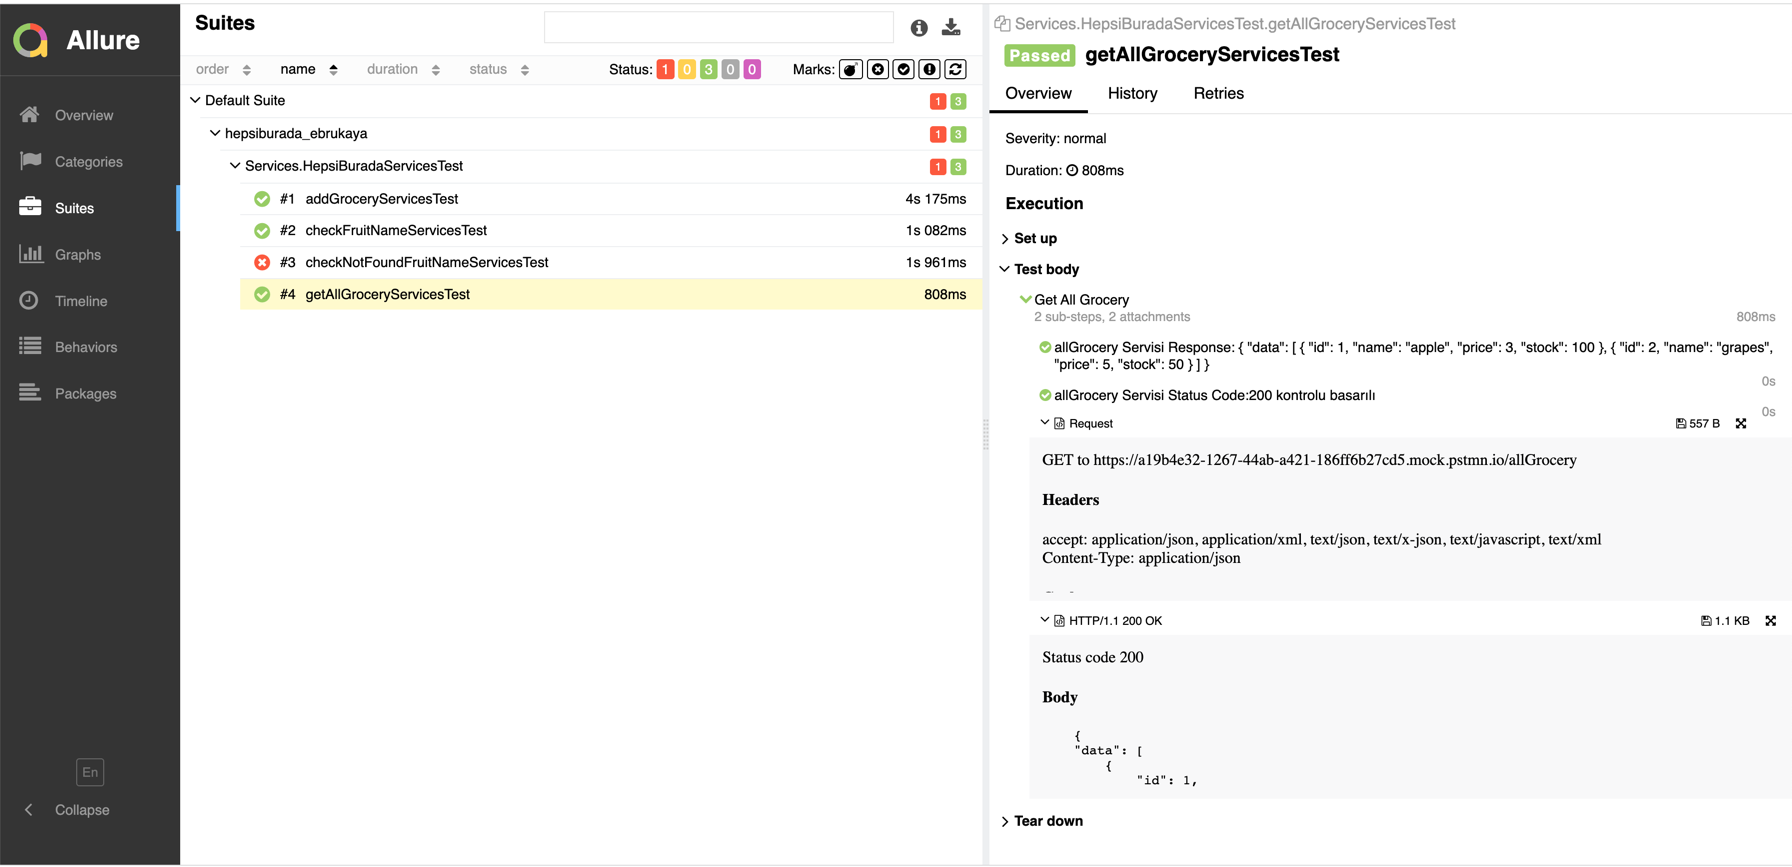 Allure
Overview
Categories
Suites
Graphs
Timeline
Behaviors
Packages
En
Collapse
Suites
order name duration status Status: 1 0 3 0 0 Marks:
Default Suite 1 3
hepsiburada_ebrukaya 1 3
Services.HepsiBuradaServicesTest 1 3
#1 addGroceryServicesTest 4s 175ms
#2 checkFruitNameServicesTest 1s 082ms
#3 checkNotFoundFruitNameServicesTest 1s 961ms
#4 getAllGroceryServicesTest 808ms
Services.HepsiBuradaServicesTest.getAllGroceryServicesTest
Passed getAllGroceryServicesTest
Overview History Retries
Severity: normal
Duration: 808ms
Execution
Set up
Test body
Get All Grocery
2 sub-steps, 2 attachments 808ms
allGrocery Servisi Response: { "data": [ { "id": 1, "name": "apple", "price": 3, "stock": 100 }, { "id": 2, "name": "grapes",
"price": 5, "stock": 50 } ] }
0s
allGrocery Servisi Status Code:200 kontrolu basarılı
0s
Request 557 B
GET to https://a19b4e32-1267-44ab-a421-186ff6b27cd5.mock.pstmn.io/allGrocery
Headers
accept: application/json, application/xml, text/json, text/x-json, text/javascript, text/xml
Content-Type: application/json
HTTP/1.1 200 OK 1.1 KB
Status code 200
Body
{
"data": [
{
"id": 1,
Tear down